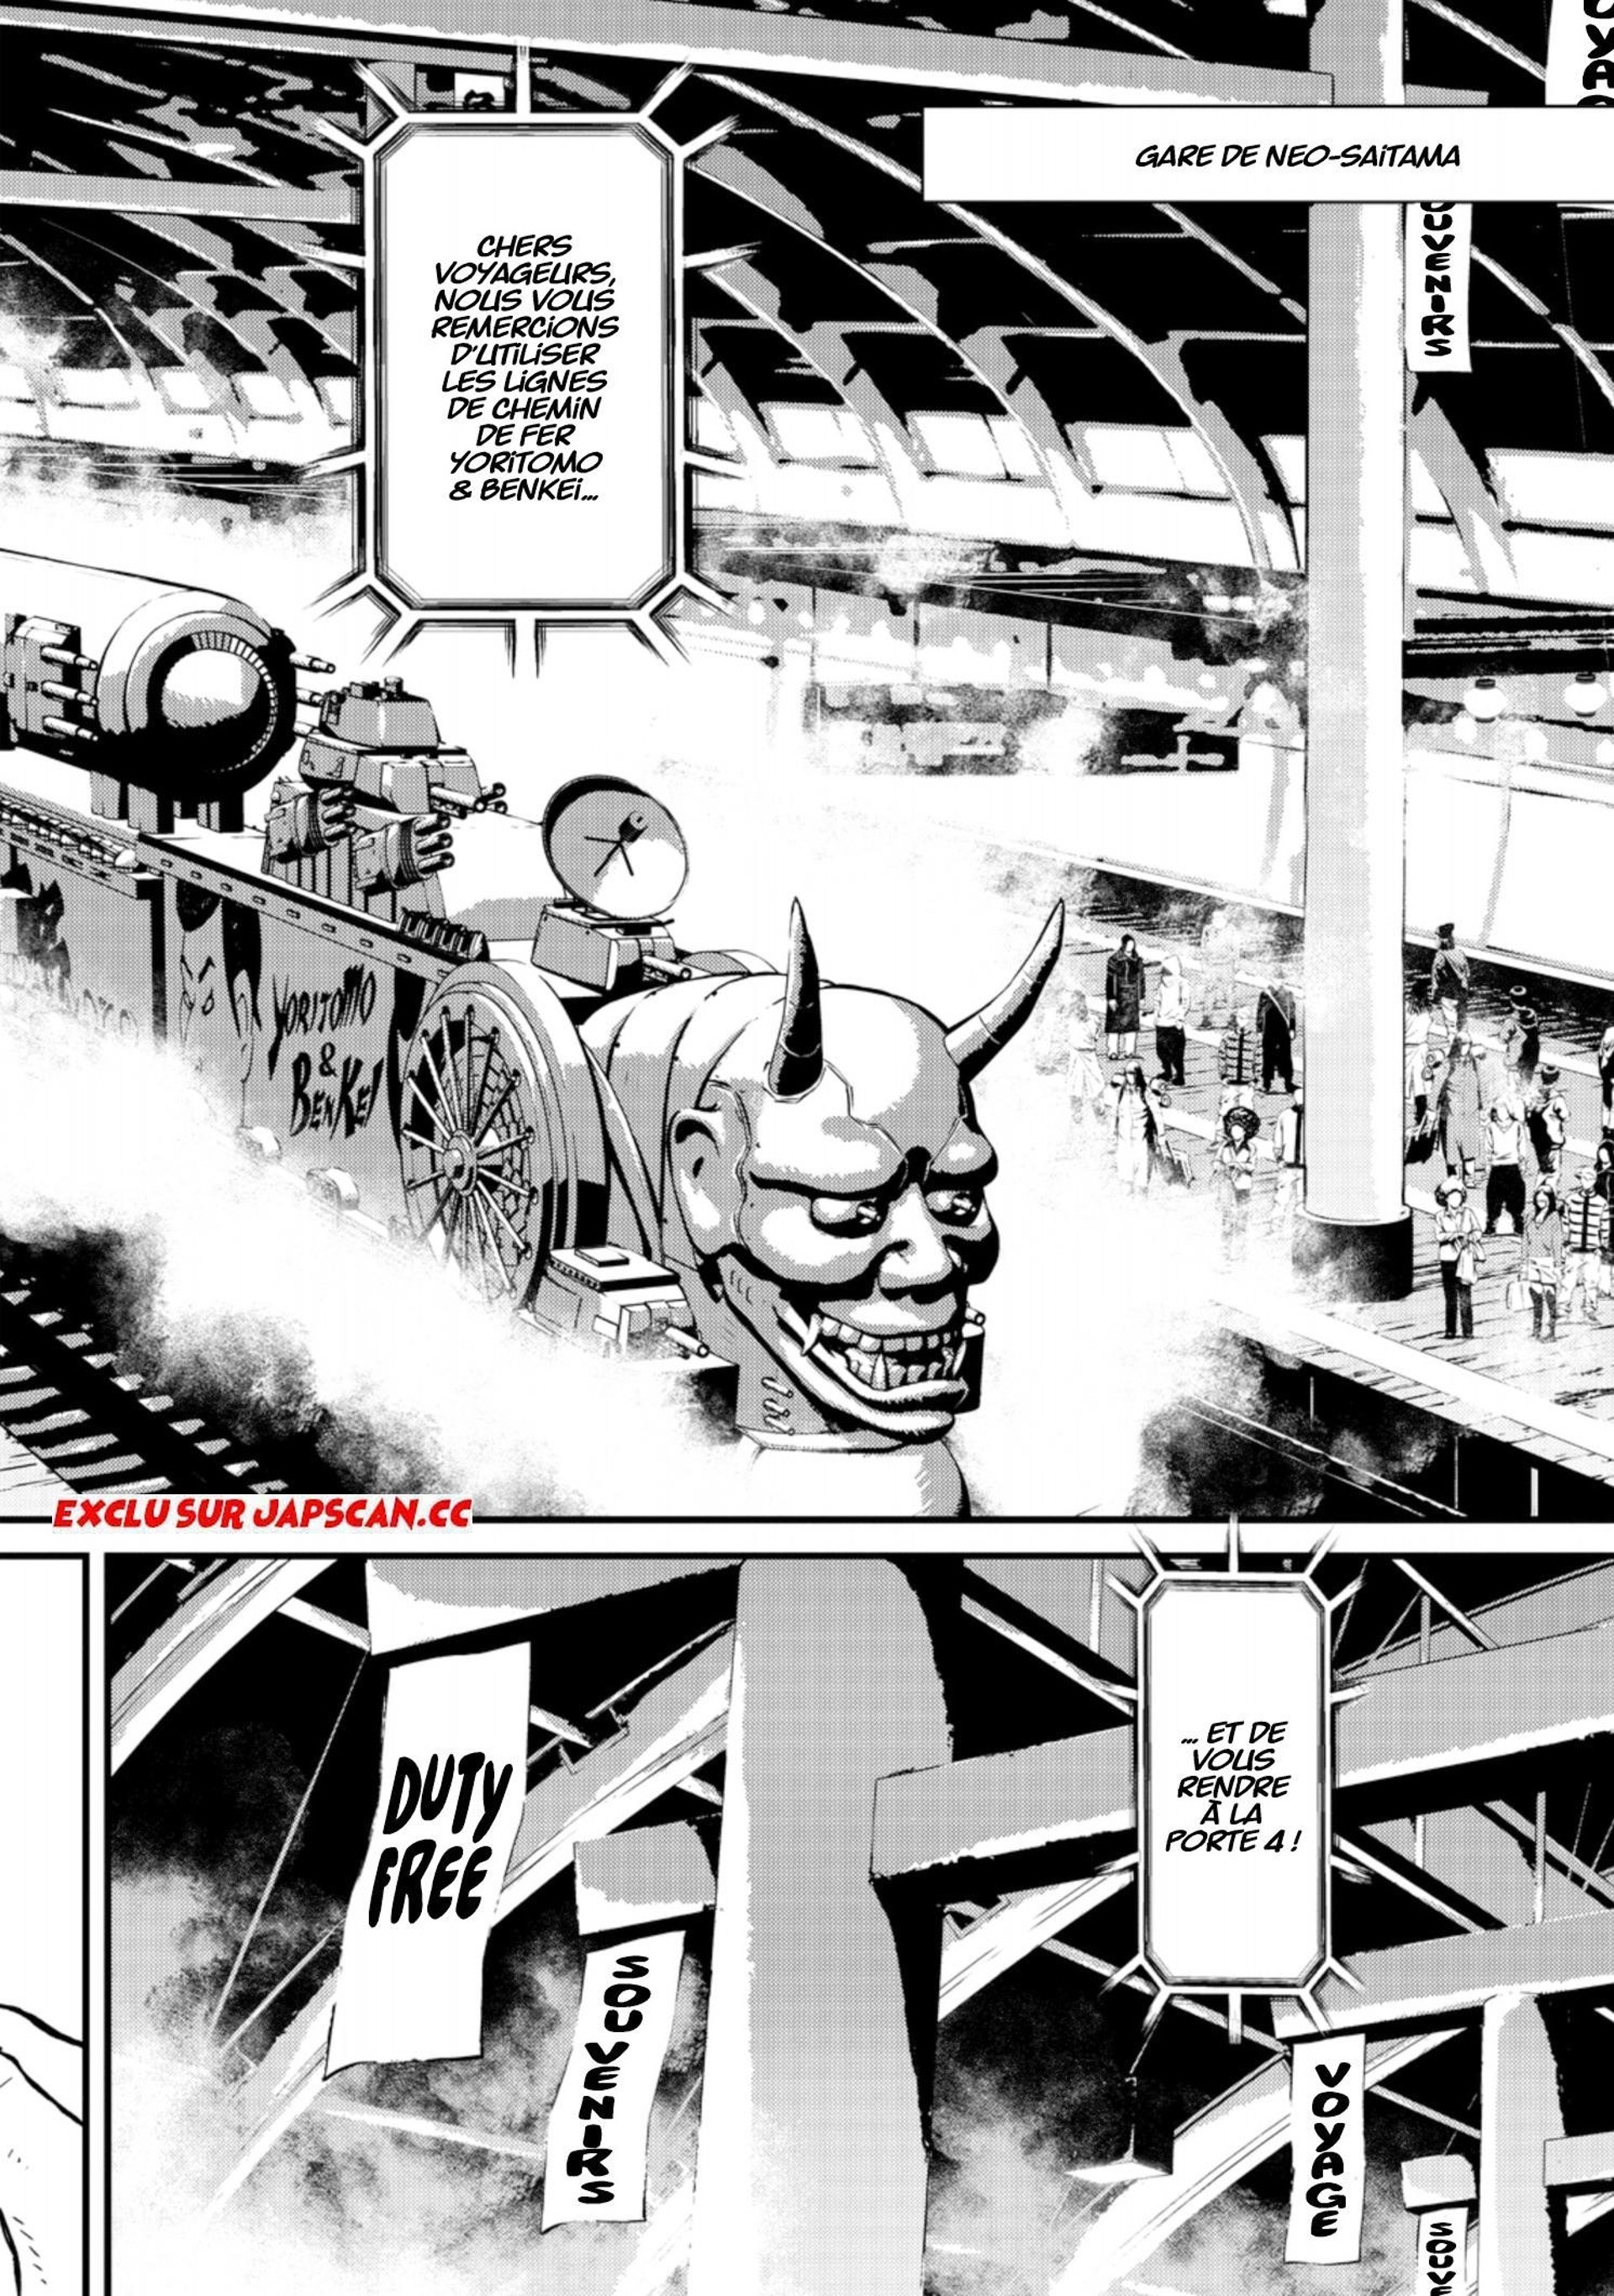 GARE DE NEO-SAITAMA
CHERS
VOYAGEURS,
NOUS VOUS
REMERCIONS
D'UTILISER
LES LIGNES
DE CHEMIN
DE FER
YORITOMO
& BENKEI...
YORITOMO
&
BENKEI
EXCLU SUR JAPSCAN.CC
... ET DE
VOUS
RENDRE
À LA
PORTE 4 !
DUTY
FREE
SOUVENIRS
VOYAGE